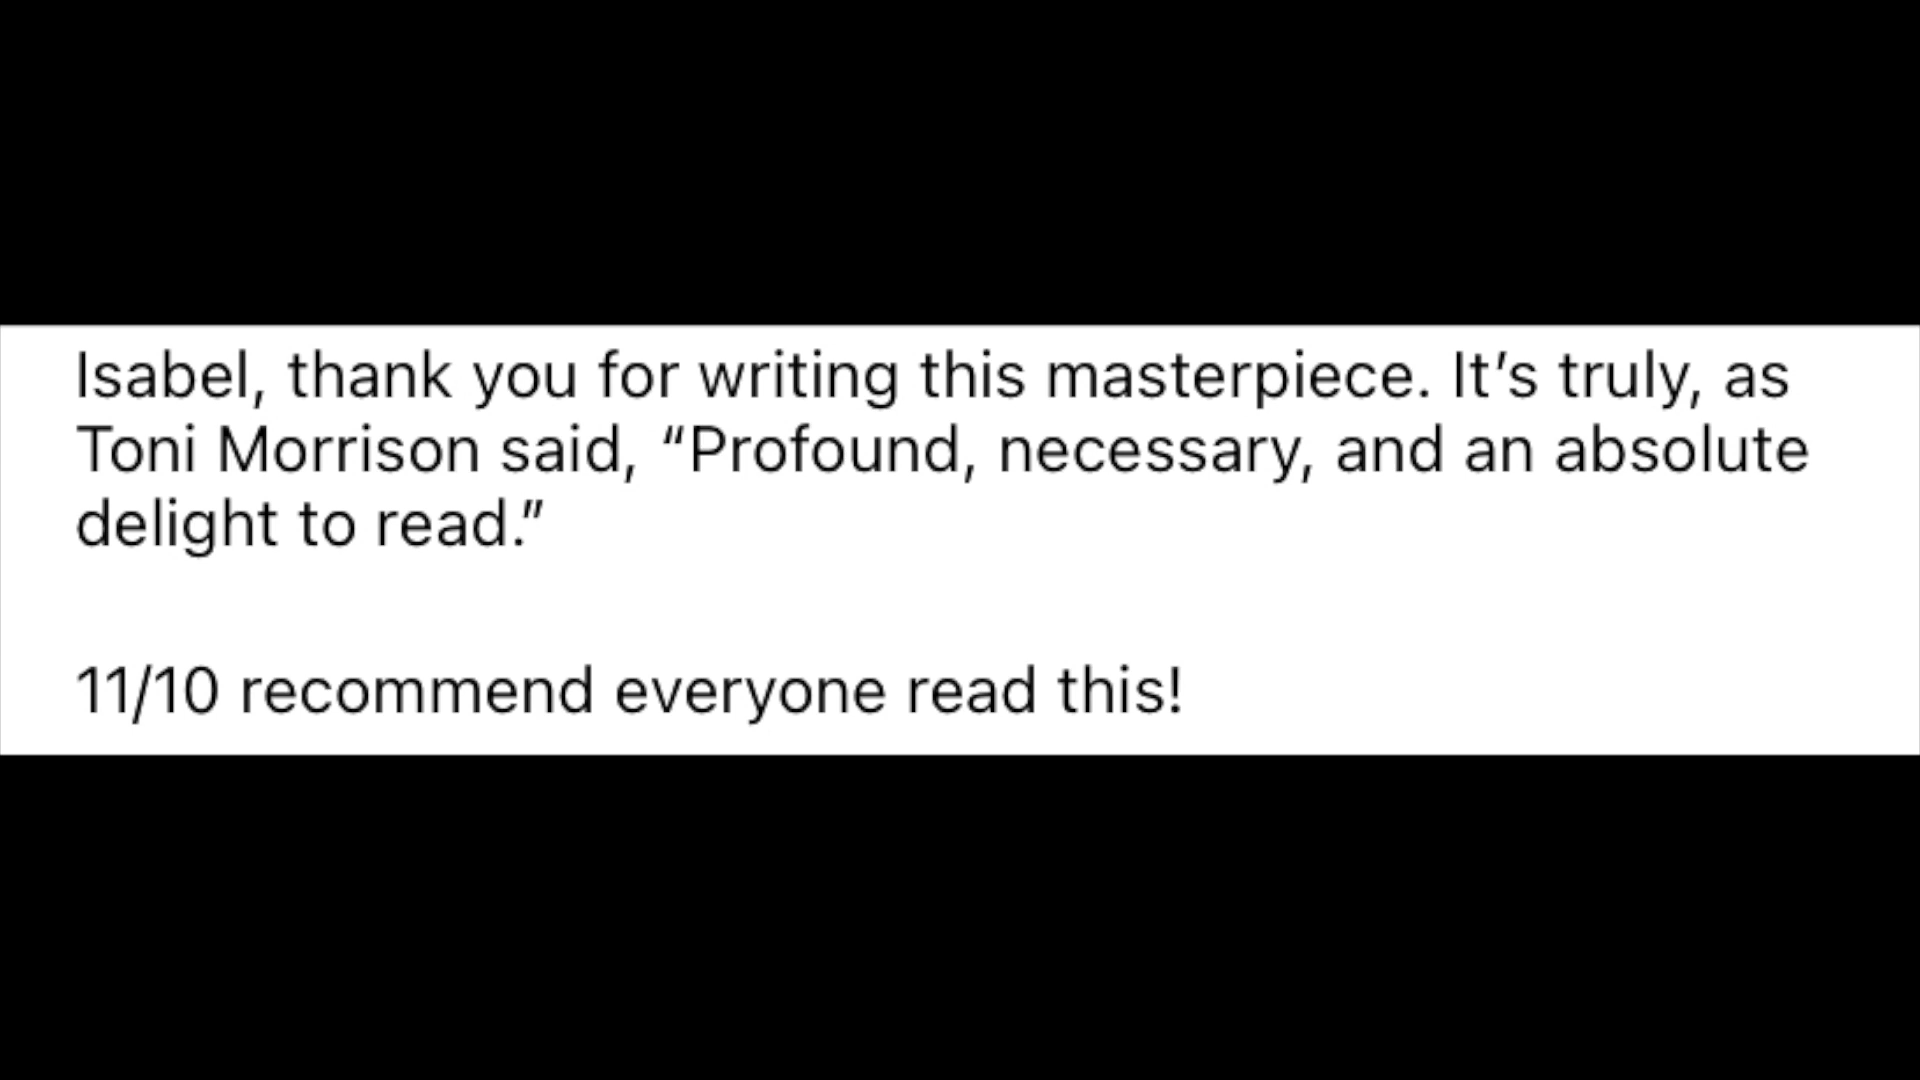 Isabel, thank you for writing this masterpiece. It’s truly, as
Toni Morrison said, “Profound, necessary, and an absolute
delight to read.”
11/10 recommend everyone read this!